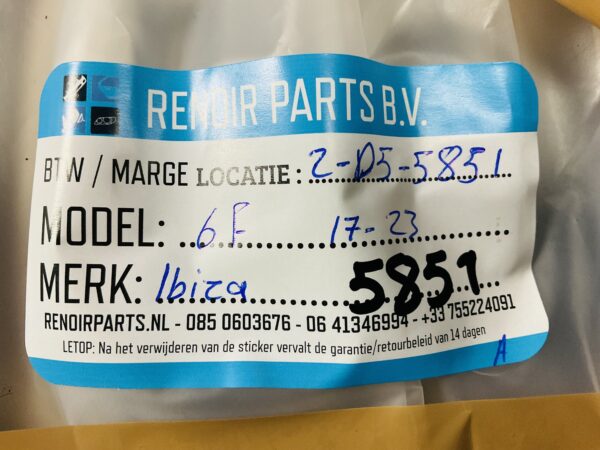 RENOIR PARTS B.V.
BTW / MARGE LOCATIE: 2-D5-5851
MODEL: 6F 17-23
MERK: Ibiza 5851
RENOIRPARTS.NL - 085 0603676 - 06 41346994 - +33 755224091
LETOP: Na het verwijderen van de sticker vervalt de garantie/retourbeleid van 14 dagen
A